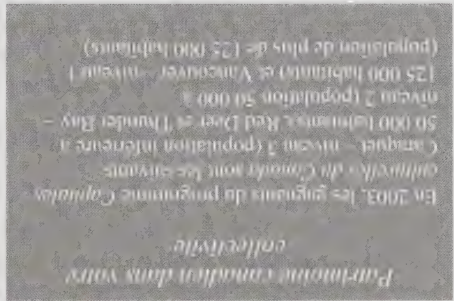 Patrimoine canadien dans votre
collectivité
En 2003, les gagnants du programme Capitales
culturelles du Canada sont les suivants:
Caraquet – niveau 3 (population inférieure à
50 000 habitants), Red Deer et Thunder Bay –
niveau 2 (population 50 000 à
125 000 habitants) et Vancouver – niveau 1
(population de plus de 125 000 habitants)